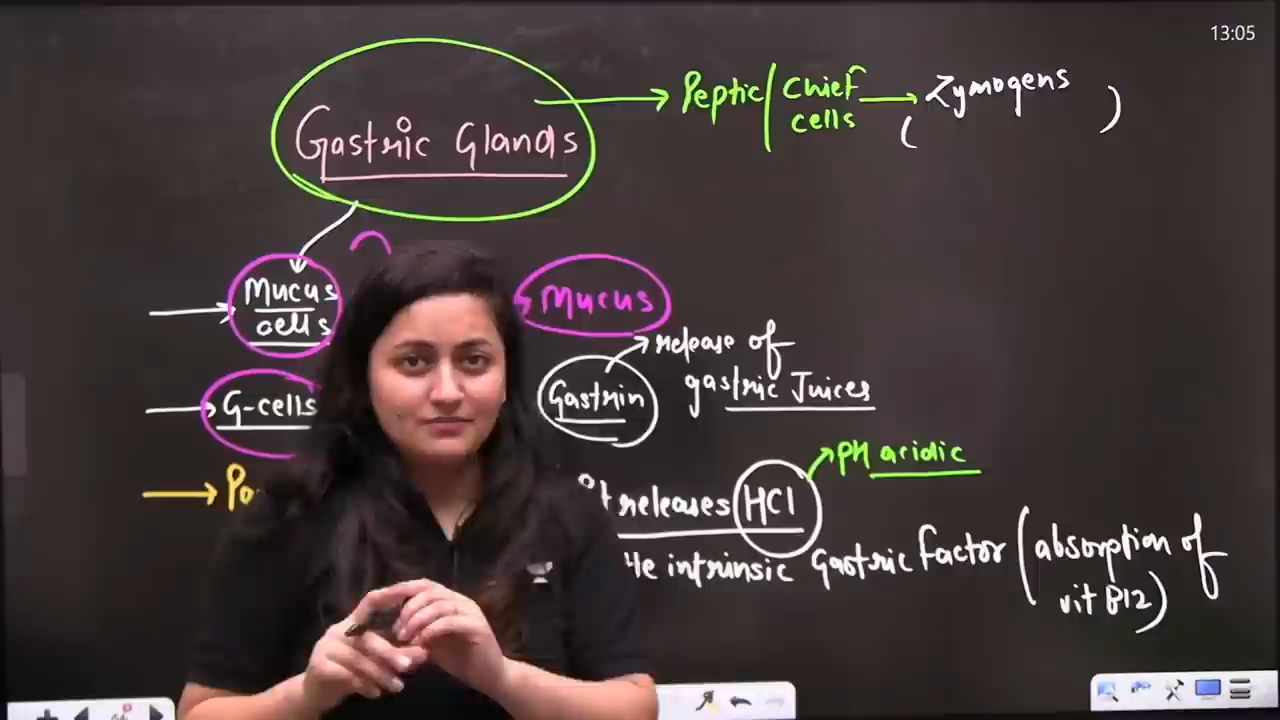 13:05
Gastric Glands
Peptic/ Chief cells
Zymogens
( )
Mucus cells
Mucus
G-cells
Gastrin
release of
gastric Juices
releases HCl
PH acidic
intrinsic Gastric factor (absorption of
vit B12)